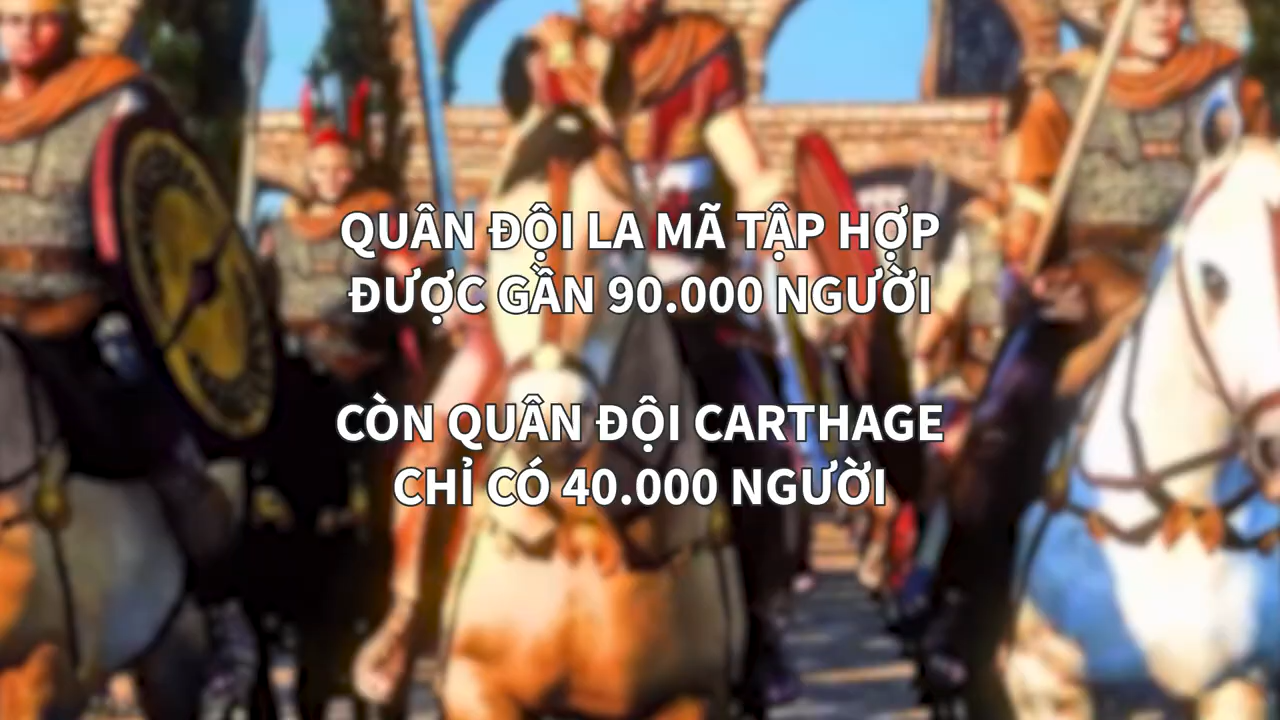 QUÂN ĐỘI LA MÃ TẬP HỢP
ĐƯỢC GẦN 90.000 NGƯỜI
CÒN QUÂN ĐỘI CARTHAGE
CHỈ CÓ 40.000 NGƯỜI